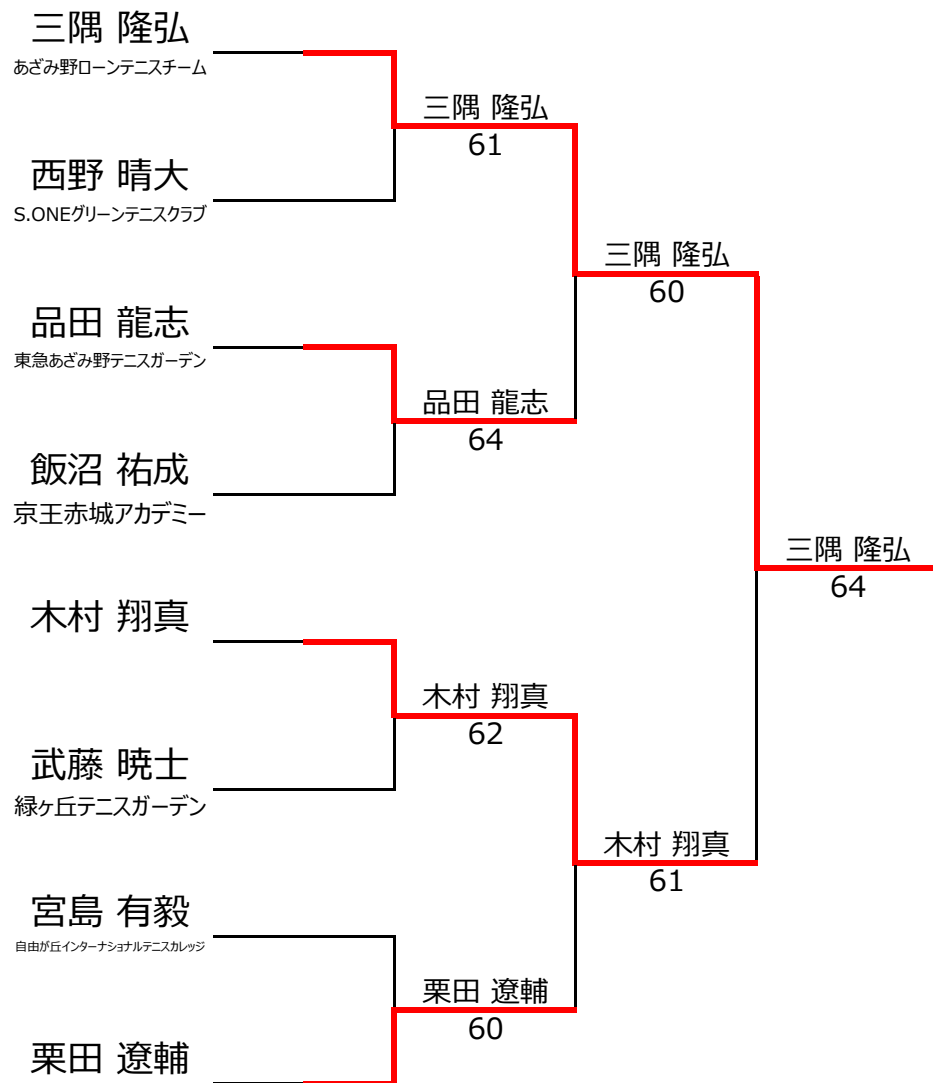 三隅 隆弘
あざみ野ローンテニスチーム
三隅 隆弘
61
西野 晴大
S.ONEグリーンテニスクラブ
三隅 隆弘
60
品田 龍志
東急あざみ野テニスガーデン
品田 龍志
64
飯沼 祐成
京王赤城アカデミー
三隅 隆弘
64
木村 翔真
木村 翔真
62
武藤 暁士
緑ヶ丘テニスガーデン
木村 翔真
61
宮島 有毅
自由が丘インターナショナルテニスカレッジ
栗田 遼輔
60
栗田 遼輔